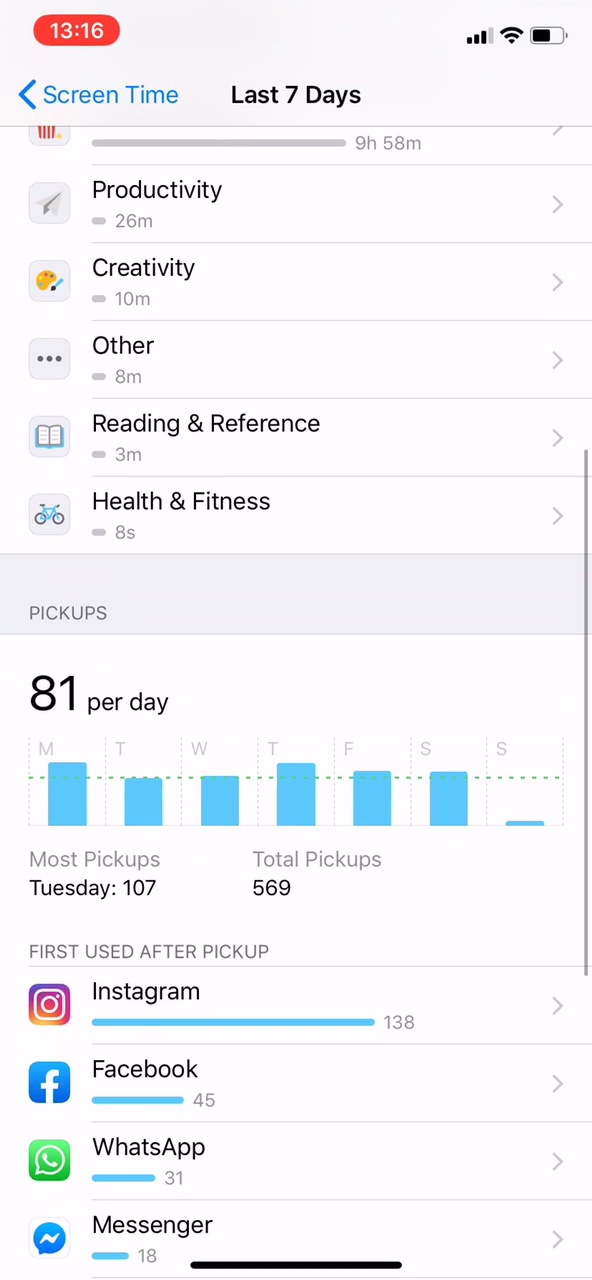 13:16
Screen Time
Last 7 Days
9h 58m
Productivity
26m
Creativity
10m
Other
8m
Reading & Reference
3m
Health & Fitness
8s
PICKUPS
81 per day
M T W T F S S
Most Pickups Total Pickups
Tuesday: 107 569
FIRST USED AFTER PICKUP
Instagram
138
Facebook
45
WhatsApp
31
Messenger
18